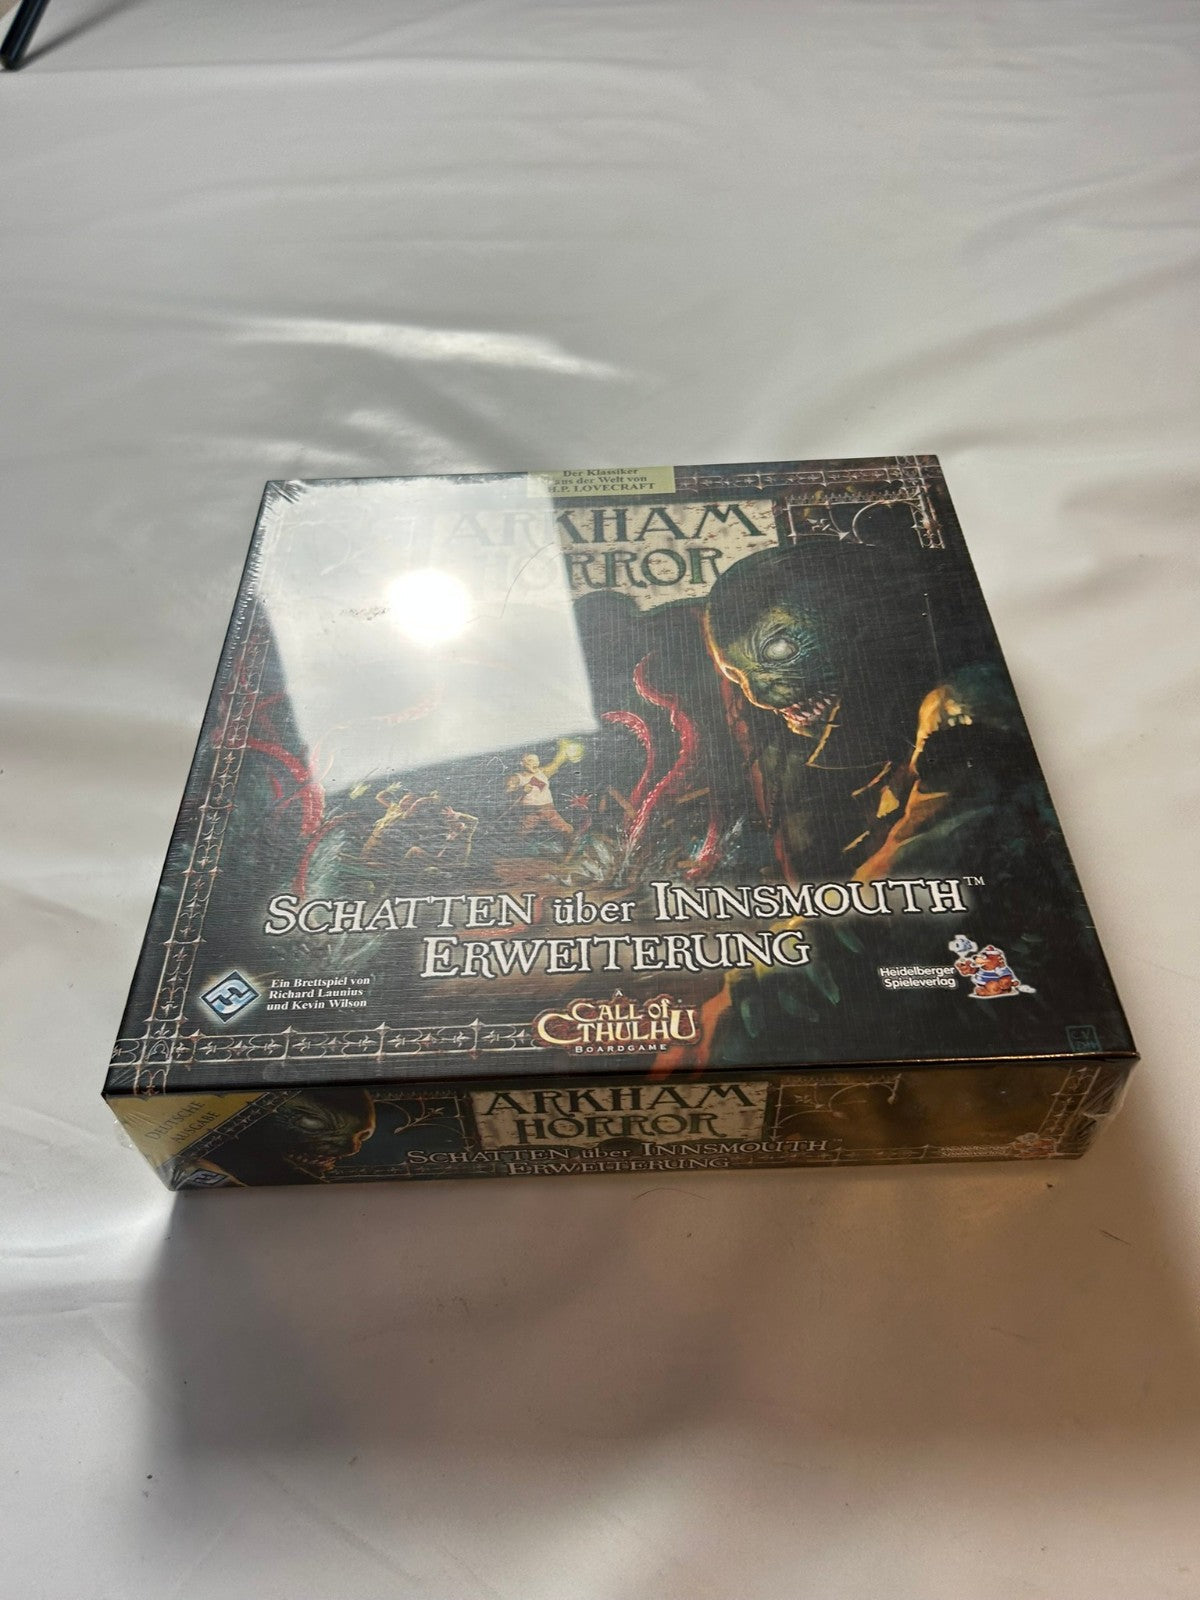 Der Klassiker
aus der Welt von
H.P. LOVECRAFT
ARKHAM
HORROR
SCHATTEN über INNSMOUTH™
ERWEITERUNG
Ein Brettspiel von
Richard Launius
und Kevin Wilson
Heidelberger
Spieleverlag
A
CALL of
CTHULHU
BOARDGAME
DEUTSCHE
AUSGABE
ARKHAM
HORROR
SCHATTEN über INNSMOUTH™
ERWEITERUNG